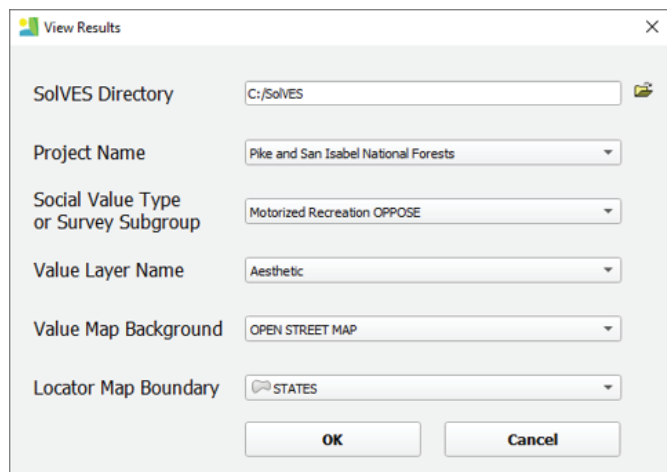 View Results
SolVES Directory
C:/SolVES
Project Name
Pike and San Isabel National Forests
Social Value Type
or Survey Subgroup
Motorized Recreation OPPOSE
Value Layer Name
Aesthetic
Value Map Background
OPEN STREET MAP
Locator Map Boundary
STATES
OK
Cancel